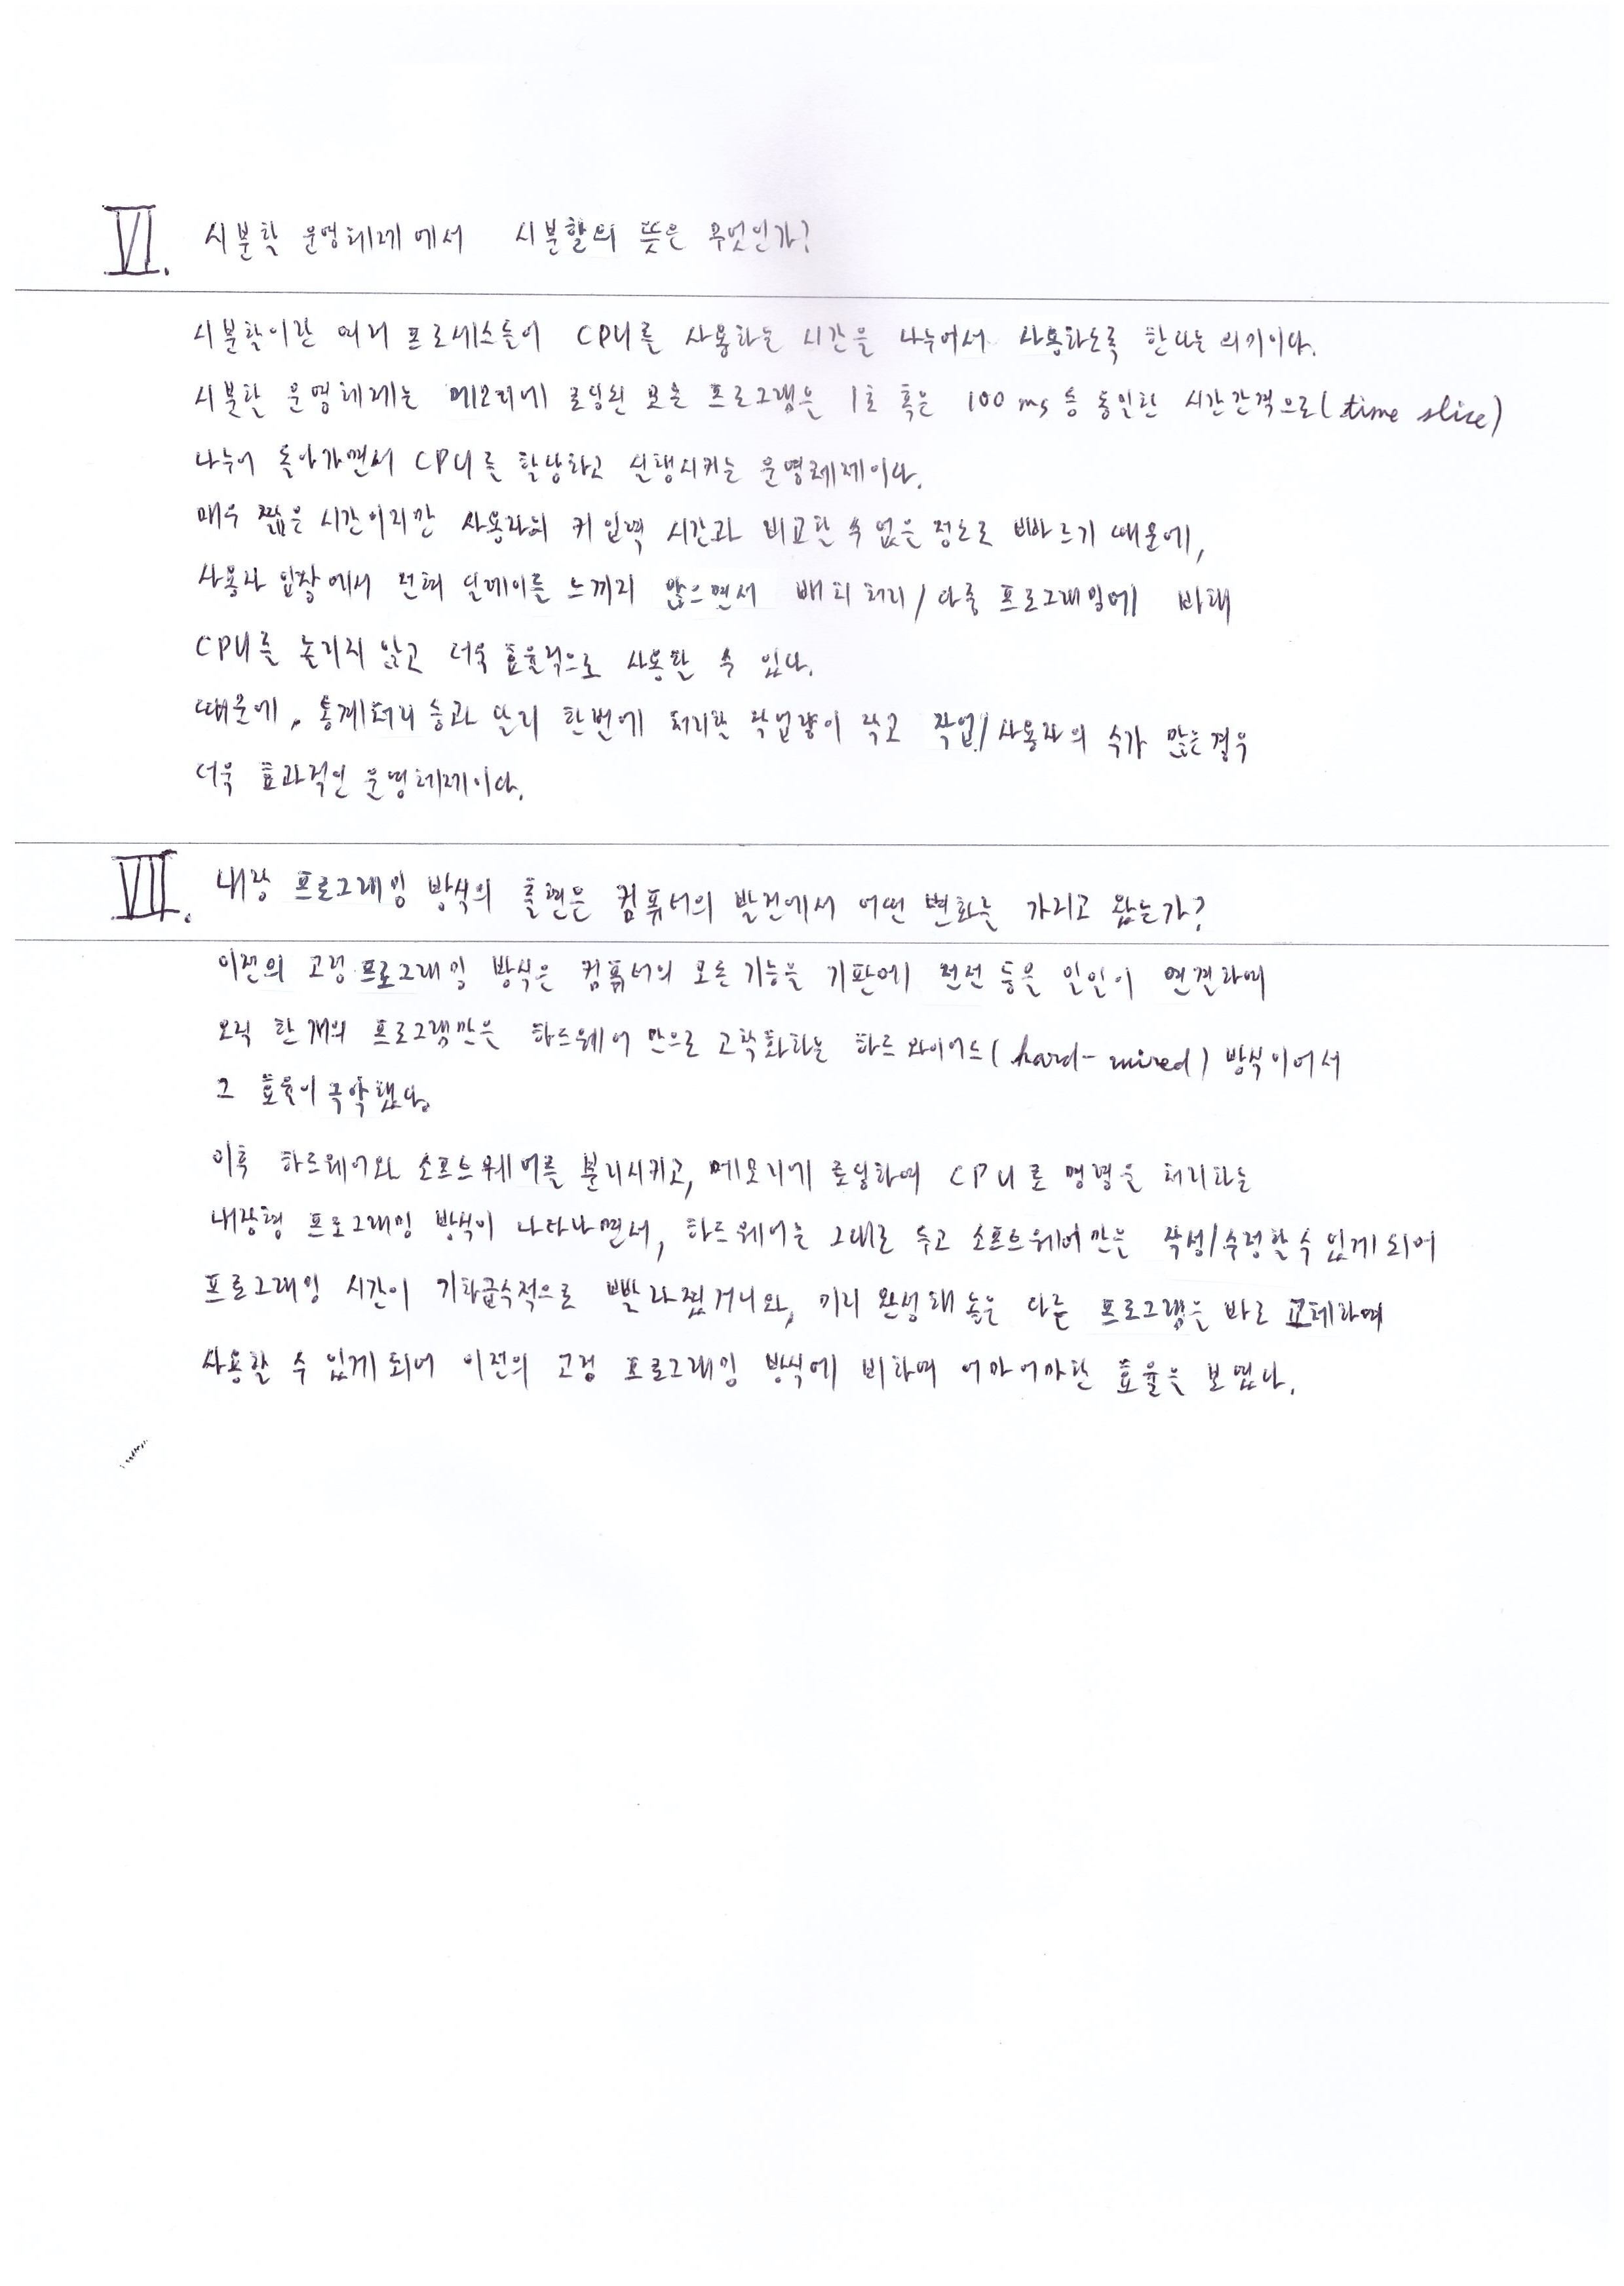 VI. 시분할 운영체제에서 시분할의 뜻은 무엇인가?
시분할이란 여러 프로세스들이 CPU를 사용하는 시간을 나누어서 사용하도록 한다는 의미이다.
시분할 운영체제는 메모리에 로딩된 모든 프로그램을 1초 혹은 100ms 등 동일한 시간간격으로(time slice)
나누어 돌아가면서 CPU를 할당하고 실행시키는 운영체제이다.
매우 짧은 시간이지만 사용자의 키 입력 시간과 비교할 수 없을 정도로 빠르기 때문에,
사용자 입장에서 전혀 딜레이를 느끼지 않으면서 배치처리/다중 프로그래밍에 비해
CPU를 놀리지 않고 더욱 효율적으로 사용할 수 있다.
때문에, 통계처리 등과 달리 한번에 처리할 작업량이 작고 작업/사용자의 수가 많은 경우
더욱 효과적인 운영체제이다.
VII. 내장 프로그래밍 방식의 출현은 컴퓨터의 발전에서 어떤 변화를 가지고 왔는가?
이전의 고정 프로그래밍 방식은 컴퓨터의 모든 기능을 기판에 전선 등을 일일이 연결하여
오직 한 개의 프로그램만을 하드웨어 만으로 고착화하는 하드 와이어드(hard-wired) 방식이어서
그 효율이 극악했다.
이후 하드웨어와 소프트웨어를 분리시키고, 메모리에 로딩하여 CPU로 명령을 처리하는
내장형 프로그래밍 방식이 나타나면서, 하드웨어는 그대로 두고 소프트웨어만을 작성/수정할 수 있게 되어
프로그래밍 시간이 기하급수적으로 빨라졌거니와, 미리 완성해 놓은 다른 프로그램을 바로 교체하여
사용할 수 있게 되어 이전의 고정 프로그래밍 방식에 비하여 어마어마한 효율을 보였다.